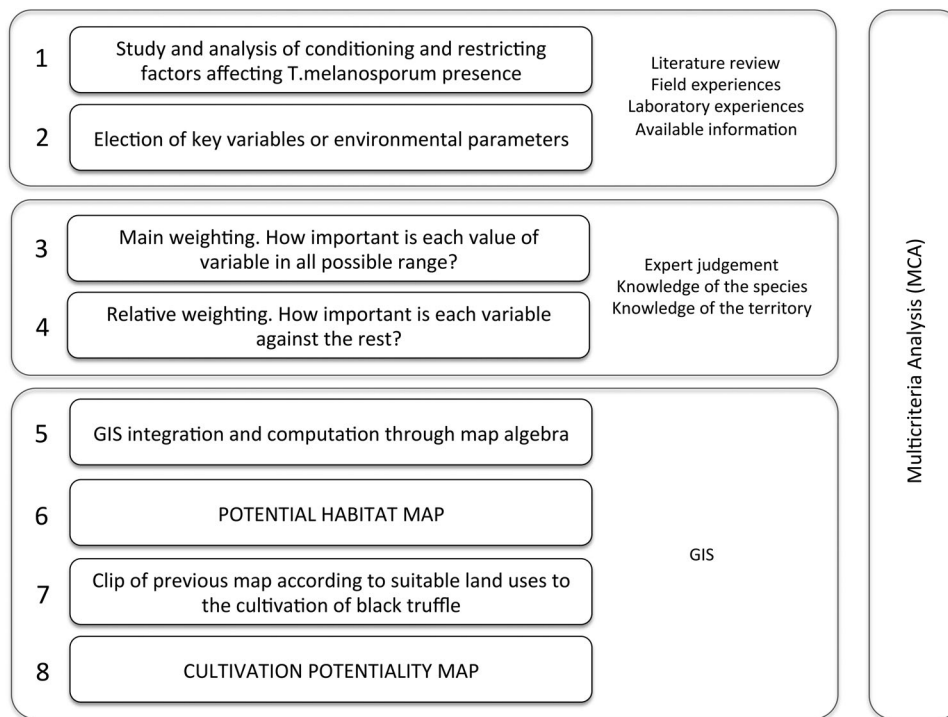 1
Study and analysis of conditioning and restricting
factors affecting T.melanosporum presence
2
Election of key variables or environmental parameters
Literature review
Field experiences
Laboratory experiences
Available information
3
Main weighting. How important is each value of
variable in all possible range?
4
Relative weighting. How important is each variable
against the rest?
Expert judgement
Knowledge of the species
Knowledge of the territory
5
GIS integration and computation through map algebra
6
POTENTIAL HABITAT MAP
7
Clip of previous map according to suitable land uses to
the cultivation of black truffle
8
CULTIVATION POTENTIALITY MAP
GIS
Multicriteria Analysis (MCA)